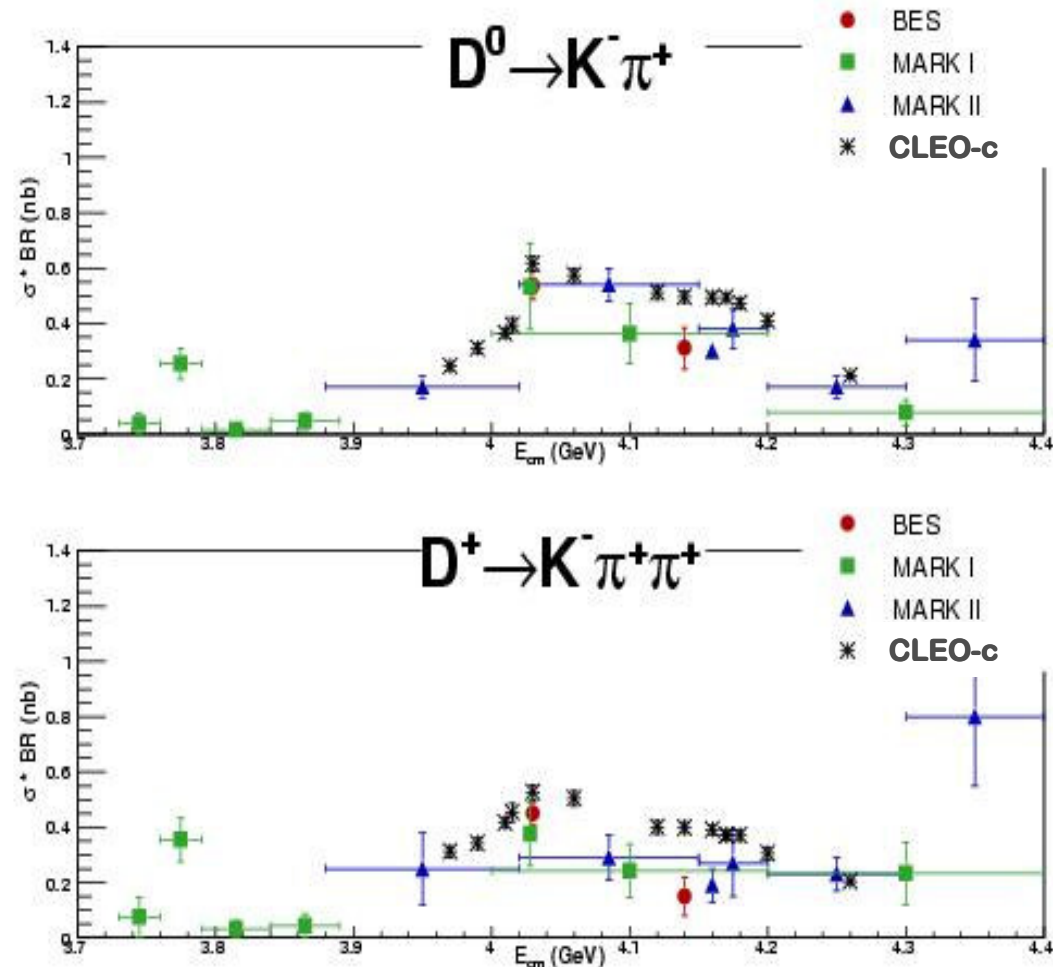 D⁰→K⁻π⁺
BES
MARK I
MARK II
CLEO-c
1.4
1.2
1
0.8
0.6
0.4
0.2
0
σ * BR (nb)
3.7 3.8 3.9 4 4.1 4.2 4.3 4.4
E_cm (GeV)
D⁺→K⁻π⁺π⁺
BES
MARK I
MARK II
CLEO-c
1.4
1.2
1
0.8
0.6
0.4
0.2
0
σ * BR (nb)
3.7 3.8 3.9 4 4.1 4.2 4.3 4.4
E_cm (GeV)